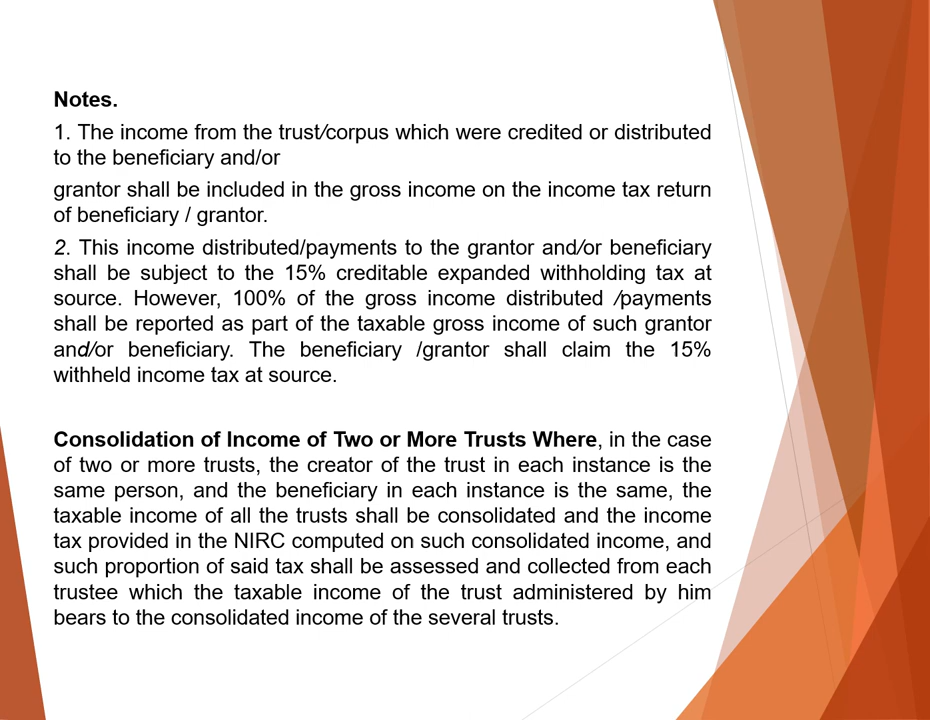 Notes.
1. The income from the trust/corpus which were credited or distributed
to the beneficiary and/or
grantor shall be included in the gross income on the income tax return
of beneficiary / grantor.
2. This income distributed/payments to the grantor and/or beneficiary
shall be subject to the 15% creditable expanded withholding tax at
source. However, 100% of the gross income distributed /payments
shall be reported as part of the taxable gross income of such grantor
and/or beneficiary. The beneficiary /grantor shall claim the 15%
withheld income tax at source.
Consolidation of Income of Two or More Trusts Where, in the case
of two or more trusts, the creator of the trust in each instance is the
same person, and the beneficiary in each instance is the same, the
taxable income of all the trusts shall be consolidated and the income
tax provided in the NIRC computed on such consolidated income, and
such proportion of said tax shall be assessed and collected from each
trustee which the taxable income of the trust administered by him
bears to the consolidated income of the several trusts.